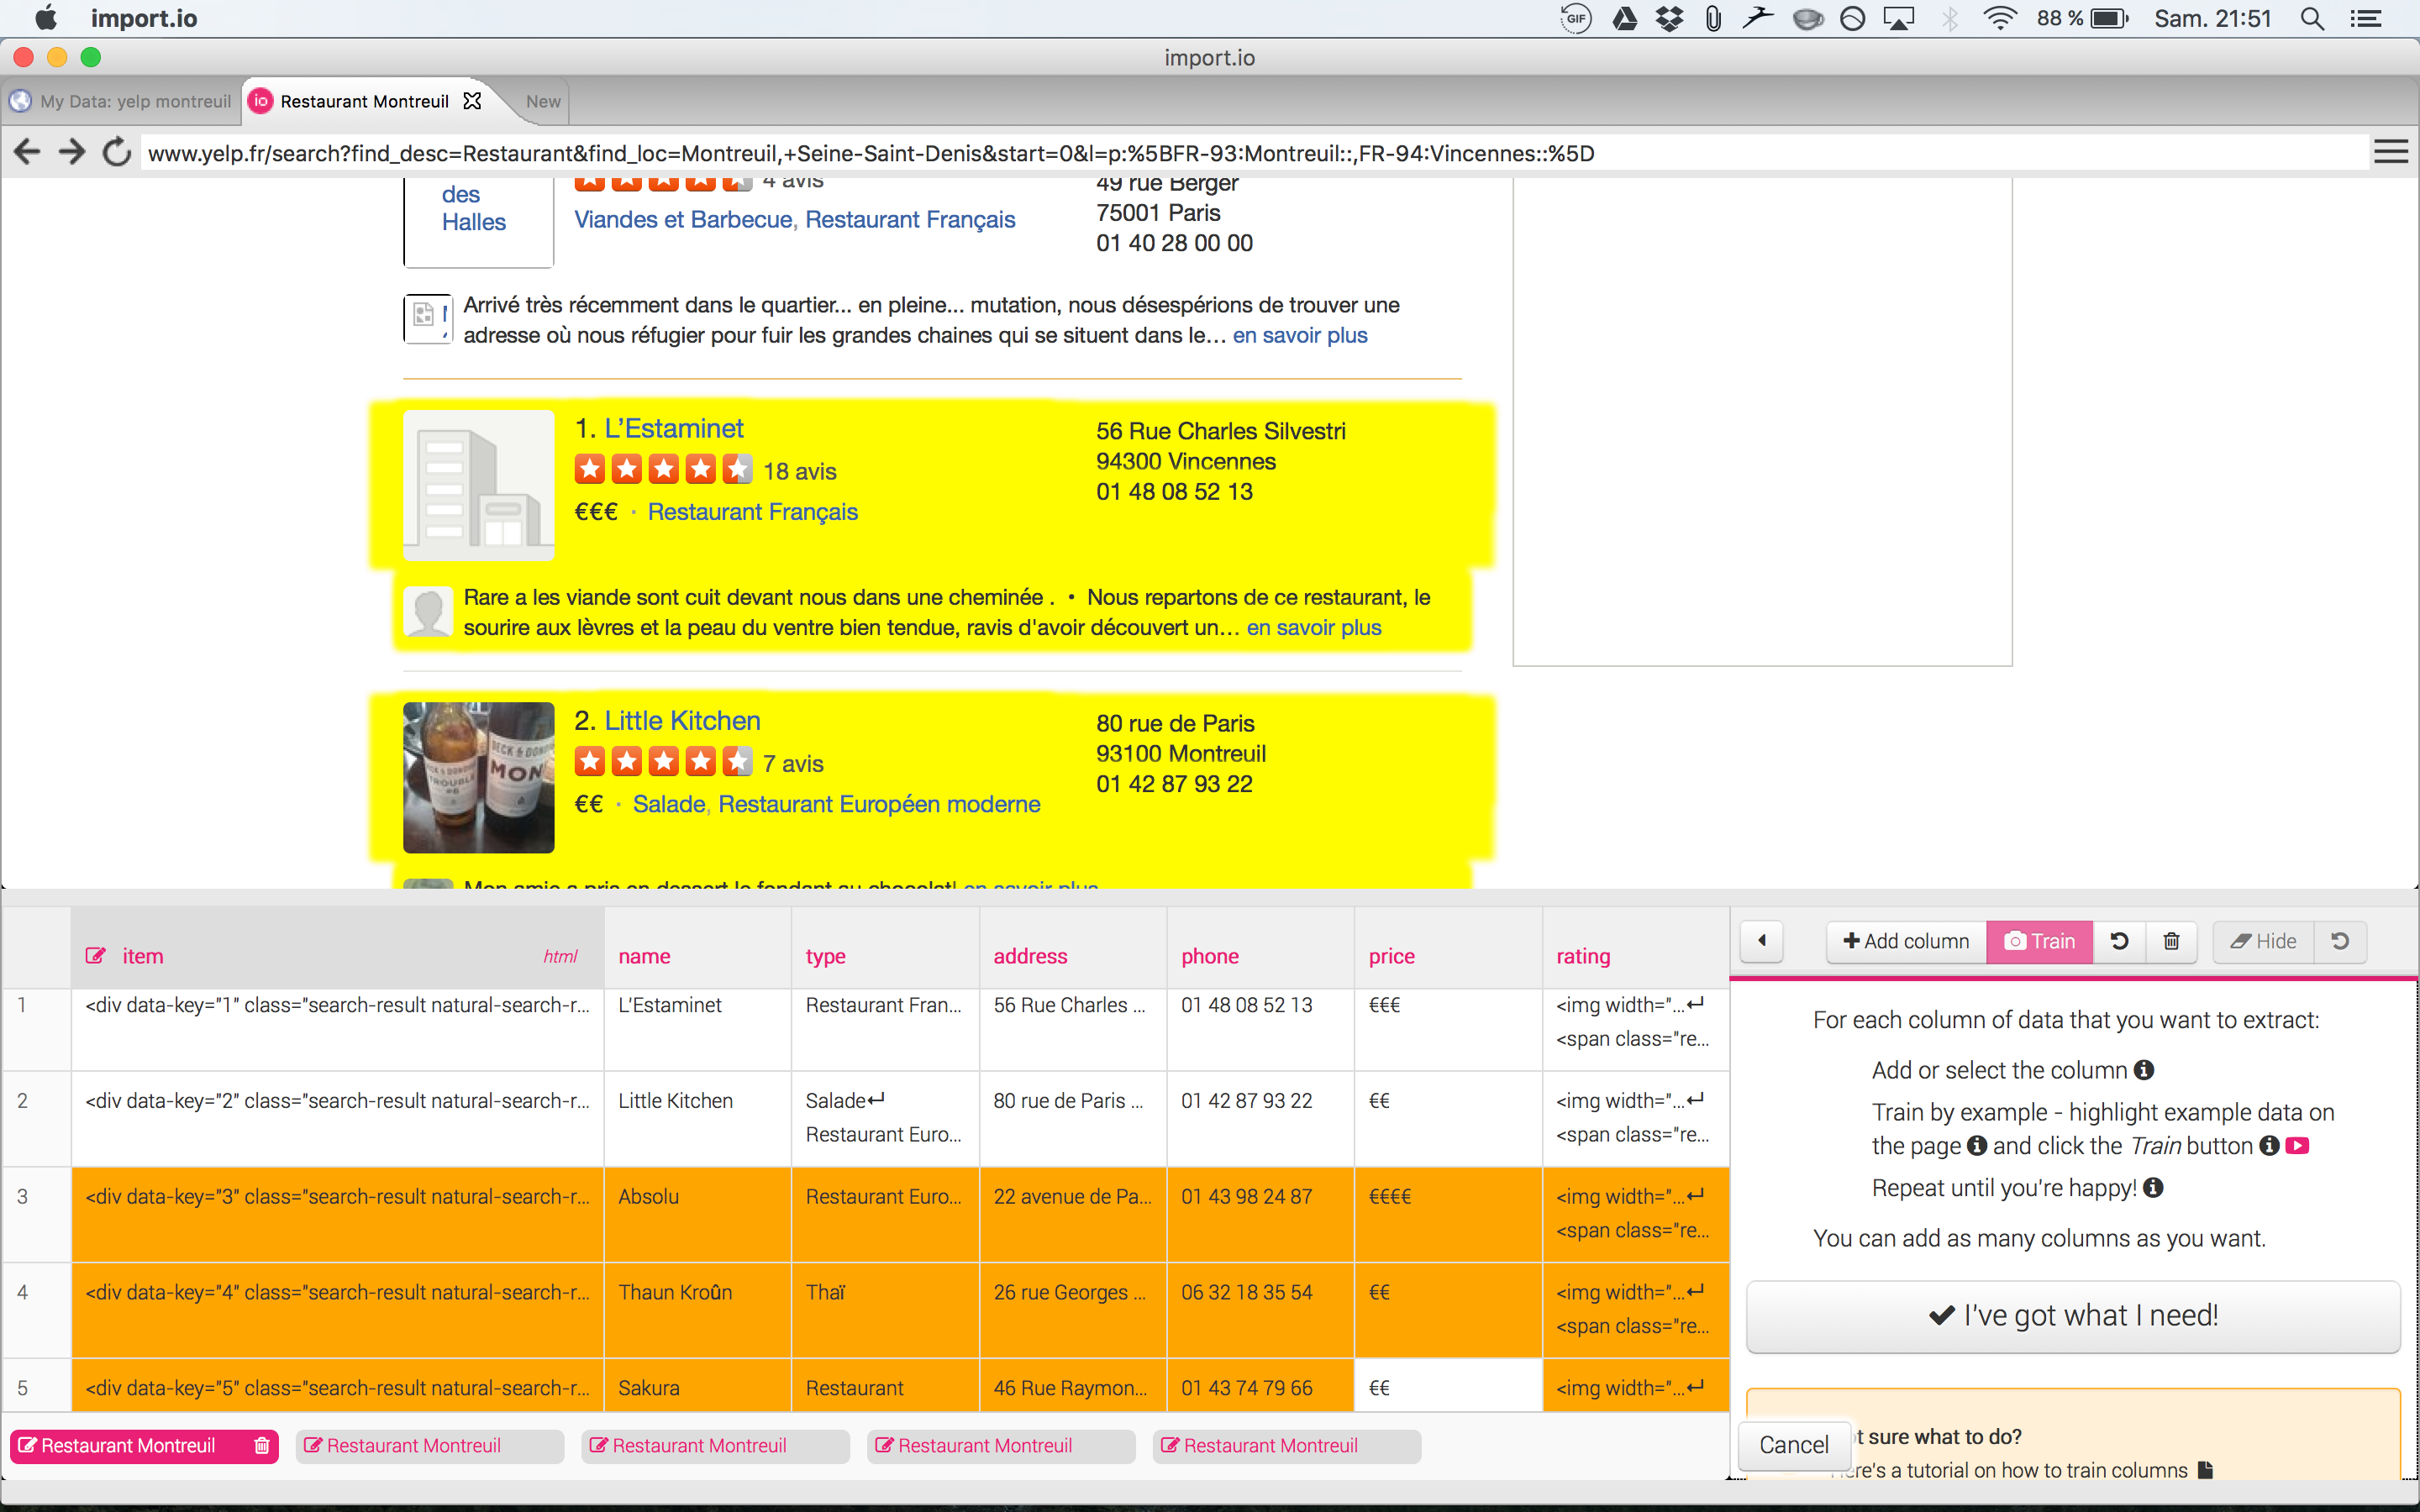 import.io
GIF
88 %
Sam. 21:51
import.io
My Data: yelp montreuil
io
Restaurant Montreuil
New
www.yelp.fr/search?find_desc=Restaurant&find_loc=Montreuil,+Seine-Saint-Denis&start=0&l=p:%5BFR-93:Montreuil::,FR-94:Vincennes::%5D
des
Halles
4 avis
Viandes et Barbecue, Restaurant Français
49 rue Berger
75001 Paris
01 40 28 00 00
Arrivé très récemment dans le quartier... en pleine... mutation, nous désespérions de trouver une
adresse où nous réfugier pour fuir les grandes chaines qui se situent dans le… en savoir plus
1. L’Estaminet
18 avis
€€€ · Restaurant Français
56 Rue Charles Silvestri
94300 Vincennes
01 48 08 52 13
Rare a les viande sont cuit devant nous dans une cheminée . • Nous repartons de ce restaurant, le
sourire aux lèvres et la peau du ventre bien tendue, ravis d'avoir découvert un… en savoir plus
2. Little Kitchen
7 avis
€€ · Salade, Restaurant Européen moderne
80 rue de Paris
93100 Montreuil
01 42 87 93 22
BECK & DONO
TROUBLE
MON
Mon amie a pris en dessert le fondant au chocolat! en savoir plus
item html name type address phone price rating
1 <div data-key="1" class="search-result natural-search-r... L'Estaminet Restaurant Fran... 56 Rue Charles ... 01 48 08 52 13 €€€ <img width="...↵
<span class="re...
2 <div data-key="2" class="search-result natural-search-r... Little Kitchen Salade↵ 80 rue de Paris ... 01 42 87 93 22 €€ <img width="...↵
Restaurant Euro... <span class="re...
3 <div data-key="3" class="search-result natural-search-r... Absolu Restaurant Euro... 22 avenue de Pa... 01 43 98 24 87 €€€€ <img width="...↵
<span class="re...
4 <div data-key="4" class="search-result natural-search-r... Thaun Kroûn Thaï 26 rue Georges ... 06 32 18 35 54 €€ <img width="...↵
<span class="re...
5 <div data-key="5" class="search-result natural-search-r... Sakura Restaurant 46 Rue Raymon... 01 43 74 79 66 €€ <img width="...↵
Restaurant Montreuil
Restaurant Montreuil
Restaurant Montreuil
Restaurant Montreuil
Restaurant Montreuil
Add column
Train
Hide
For each column of data that you want to extract:
Add or select the column
Train by example - highlight example data on
the page and click the Train button
Repeat until you're happy!
You can add as many columns as you want.
I've got what I need!
Cancel
t sure what to do?
ere's a tutorial on how to train columns